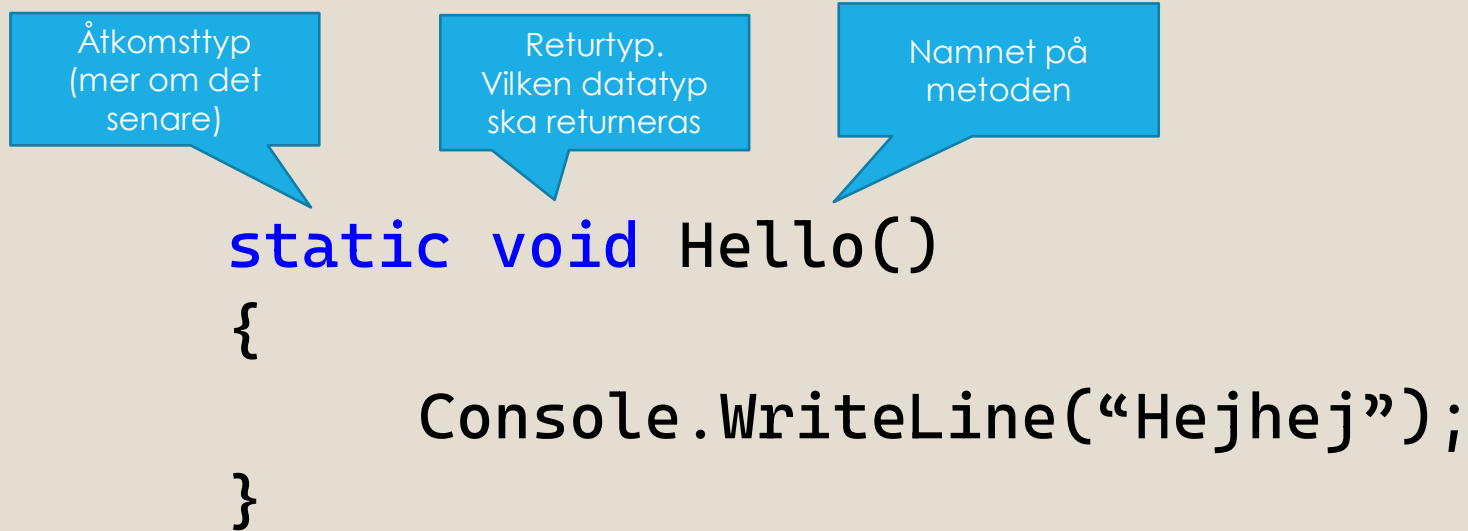 Åtkomsttyp
(mer om det
senare)
Returtyp.
Vilken datatyp
ska returneras
Namnet på
metoden
static void Hello()
{
Console.WriteLine(“Hejhej”);
}